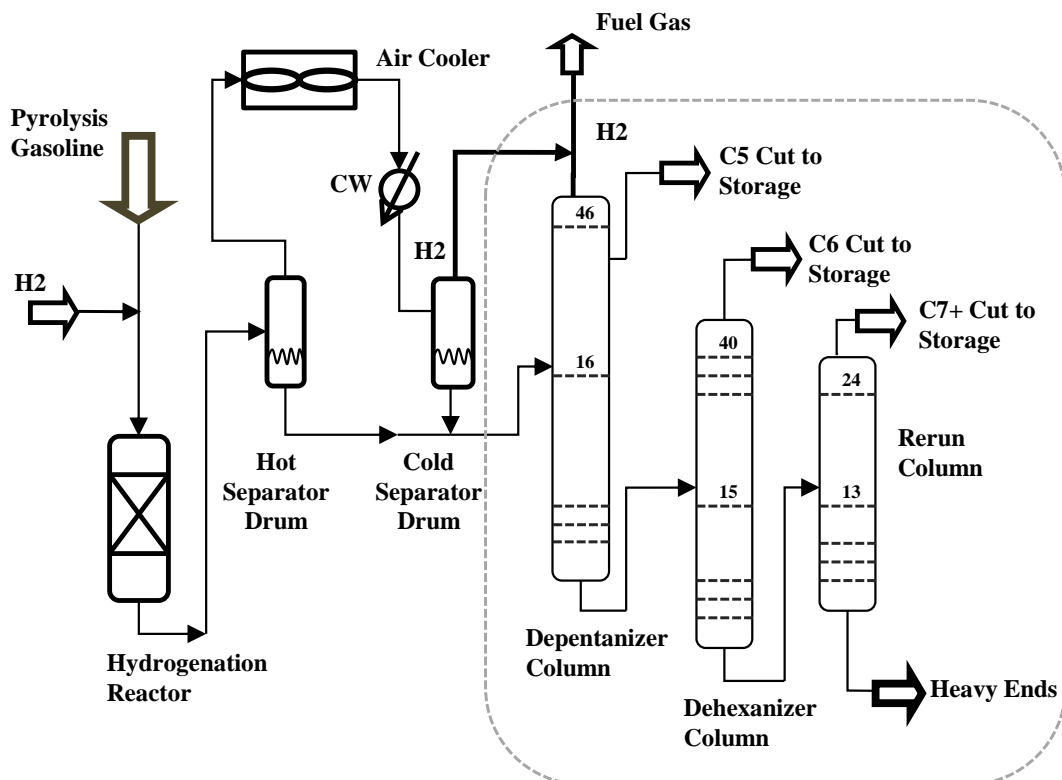 Fuel Gas
Air Cooler
Pyrolysis
Gasoline
H2
C5 Cut to
Storage
CW
46
H2
C6 Cut to
Storage
H2
C7+ Cut to
Storage
40
16
24
Rerun
Column
Hot
Separator
Drum
Cold
Separator
Drum
15
13
Depentanizer
Column
Hydrogenation
Reactor
Heavy Ends
Dehexanizer
Column